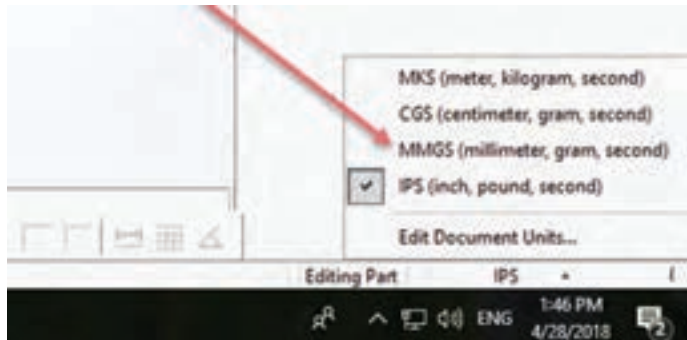 MKS (meter, kilogram, second)
CGS (centimeter, gram, second)
MMGS (millimeter, gram, second)
IPS (inch, pound, second)
Edit Document Units...
Editing Part IPS
ENG 1:46 PM
4/28/2018
2